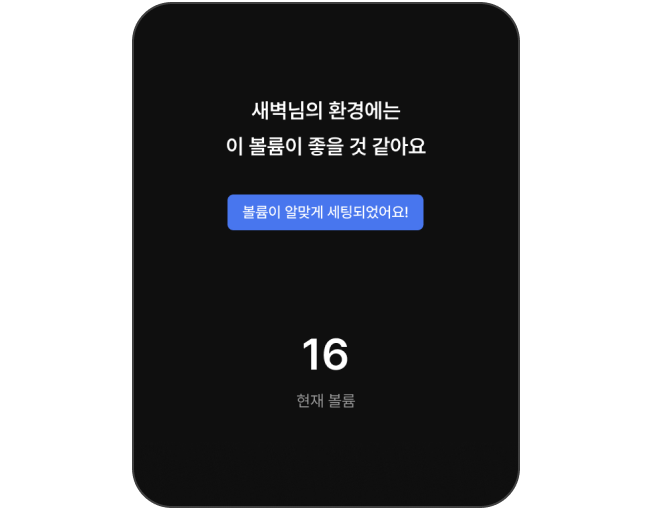 새벽님의 환경에는
이 볼륨이 좋을 것 같아요
볼륨이 알맞게 세팅되었어요!
16
현재 볼륨